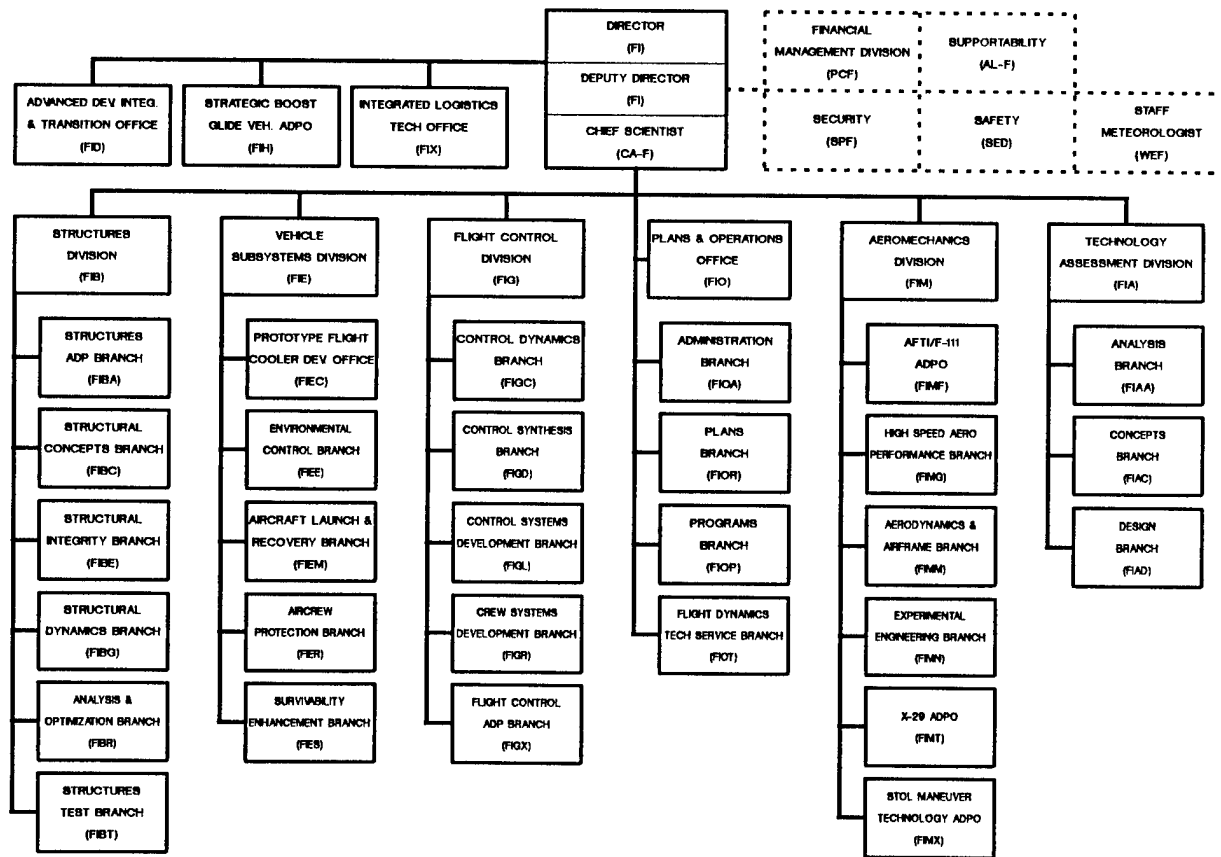 DIRECTOR
(FI)
DEPUTY DIRECTOR
(FI)
CHIEF SCIENTIST
(CA-F)
FINANCIAL
MANAGEMENT DIVISION
(PCF)
SUPPORTABILITY
(AL-F)
SECURITY
(SPF)
SAFETY
(SED)
STAFF
METEOROLOGIST
(WEF)
ADVANCED DEV. INTEG.
& TRANSITION OFFICE
(FID)
STRATEGIC BOOST
GLIDE VEH. ADPO
(FIH)
INTEGRATED LOGISTICS
TECH OFFICE
(FIX)
STRUCTURES
DIVISION
(FIB)
STRUCTURES
ADP BRANCH
(FIBA)
STRUCTURAL
CONCEPTS BRANCH
(FIBC)
STRUCTURAL
INTEGRITY BRANCH
(FIBE)
STRUCTURAL
DYNAMICS BRANCH
(FIBG)
ANALYSIS &
OPTIMIZATION BRANCH
(FIBR)
STRUCTURES
TEST BRANCH
(FIBT)
VEHICLE
SUBSYSTEMS DIVISION
(FIE)
PROTOTYPE FLIGHT
COOLER DEV. OFFICE
(FIEC)
ENVIRONMENTAL
CONTROL BRANCH
(FIEE)
AIRCRAFT LAUNCH &
RECOVERY BRANCH
(FIEM)
AIRCREW
PROTECTION BRANCH
(FIER)
SURVIVABILITY
ENHANCEMENT BRANCH
(FIES)
FLIGHT CONTROL
DIVISION
(FIG)
CONTROL DYNAMICS
BRANCH
(FIGC)
CONTROL SYNTHESIS
BRANCH
(FIGD)
CONTROL SYSTEMS
DEVELOPMENT BRANCH
(FIGL)
CREW SYSTEMS
DEVELOPMENT BRANCH
(FIGR)
FLIGHT CONTROL
ADP BRANCH
(FIGX)
PLANS & OPERATIONS
OFFICE
(FIO)
ADMINISTRATION
BRANCH
(FIOA)
PLANS
BRANCH
(FIOR)
PROGRAMS
BRANCH
(FIOP)
FLIGHT DYNAMICS
TECH SERVICE BRANCH
(FIOT)
AEROMECHANICS
DIVISION
(FIM)
AFTI/F-111
ADPO
(FIMF)
HIGH SPEED AERO
PERFORMANCE BRANCH
(FIMG)
AERODYNAMICS &
AIRFRAME BRANCH
(FIMM)
EXPERIMENTAL
ENGINEERING BRANCH
(FIMN)
X-29 ADPO
(FIMT)
STOL MANEUVER
TECHNOLOGY ADPO
(FIMX)
TECHNOLOGY
ASSESSMENT DIVISION
(FIA)
ANALYSIS
BRANCH
(FIAA)
CONCEPTS
BRANCH
(FIAC)
DESIGN
BRANCH
(FIAD)